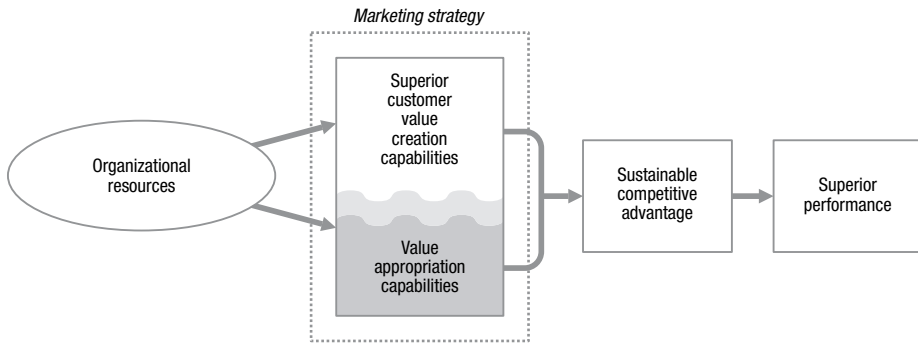 Marketing strategy
Organizational
resources
Superior
customer
value
creation
capabilities
Value
appropriation
capabilities
Sustainable
competitive
advantage
Superior
performance